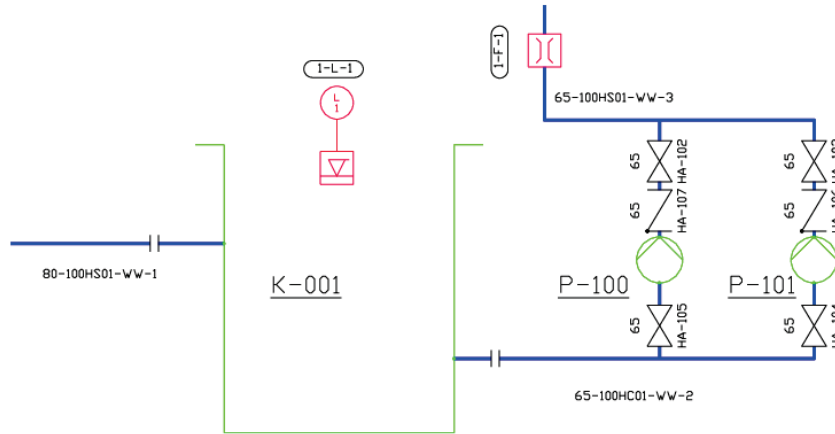 1-L-1
L
1
1-F-1
65-100HS01-WW-3
65
HA-102
65
65
HA-107
65
80-100HS01-WW-1
K-001
P-100
P-101
65
HA-105
65
65-100HC01-WW-2